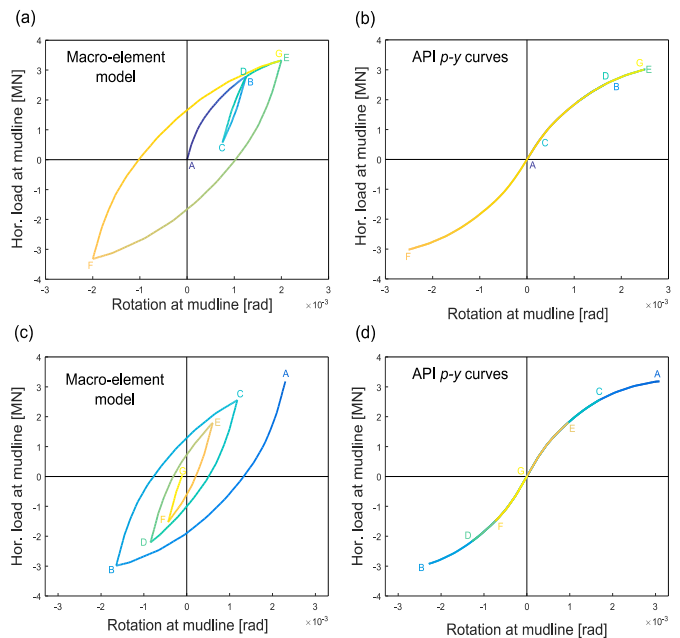 (a)
Macro-element
model
G
E
D
B
C
A
F
4
3
2
1
0
-1
-2
-3
-4
-3
-2
-1
0
1
2
3
×10⁻³
Hor. load at mudline [MN]
Rotation at mudline [rad]
(b)
API p-y curves
G
E
D
B
C
A
F
4
3
2
1
0
-1
-2
-3
-4
-3
-2
-1
0
1
2
3
×10⁻³
Hor. load at mudline [MN]
Rotation at mudline [rad]
(c)
Macro-element
model
A
C
E
G
F
D
B
4
3
2
1
0
-1
-2
-3
-4
-3
-2
-1
0
1
2
3
×10⁻³
Hor. load at mudline [MN]
Rotation at mudline [rad]
(d)
API p-y curves
A
C
E
G
F
D
B
4
3
2
1
0
-1
-2
-3
-4
-3
-2
-1
0
1
2
3
×10⁻³
Hor. load at mudline [MN]
Rotation at mudline [rad]